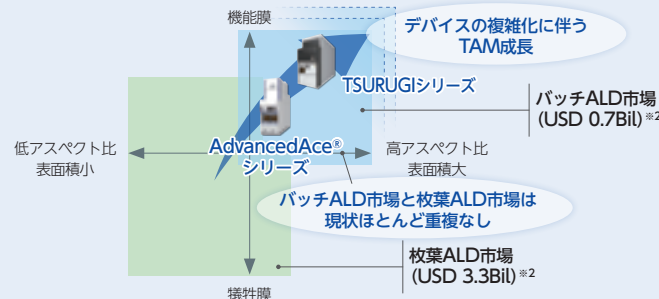 機能膜
デバイスの複雑化に伴う
TAM成長
TSURUGIシリーズ
バッチALD市場
(USD 0.7Bil)※2
低アスペクト比
表面積小
AdvancedAce®
シリーズ
高アスペクト比
表面積大
バッチALD市場と枚葉ALD市場は
現状ほとんど重複なし
枚葉ALD市場
(USD 3.3Bil)※2
犠牲膜